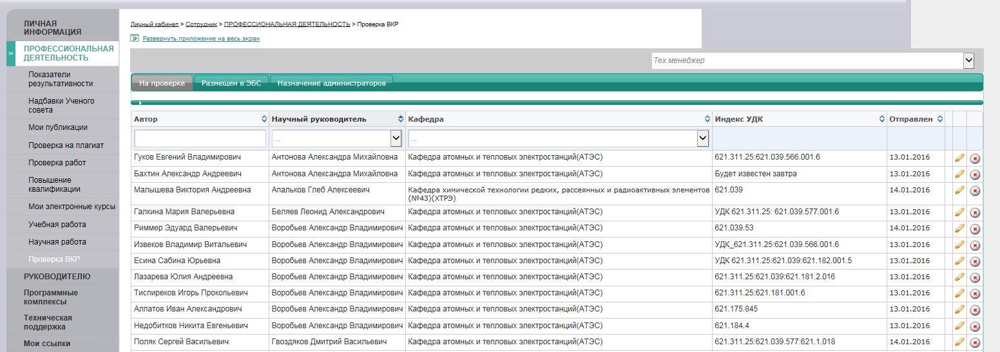 ЛИЧНАЯ
ИНФОРМАЦИЯ
ПРОФЕССИОНАЛЬНАЯ
ДЕЯТЕЛЬНОСТЬ
Показатели
результативности
Надбавки Ученого
совета
Мои публикации
Проверка на плагиат
Проверка работ
Повышение
квалификации
Мои электронные курсы
Учебная работа
Научная работа
Проверка ВКР
РУКОВОДИТЕЛЮ
Программные
комплексы
Техническая
поддержка
Мои ссылки
Личный кабинет > Сотрудник > ПРОФЕССИОНАЛЬНАЯ ДЕЯТЕЛЬНОСТЬ > Проверка ВКР
Развернуть приложение на весь экран
Тех.менеджер
На проверке Размещен в ЭБС Назначение администраторов
Автор Научный руководитель Кафедра Индекс УДК Отправлен
... ...
Гуков Евгений Владимирович Антонова Александра Михайловна Кафедра атомных и тепловых электростанций(АТЭС) 621.311.25:621.039.566.001.6 13.01.2016
Бахтин Александр Андреевич Антонова Александра Михайловна Кафедра атомных и тепловых электростанций(АТЭС) Будет известен завтра 13.01.2016
Малышева Виктория Андреевна Апальков Глеб Алексеевич Кафедра химической технологии редких, рассеянных и радиоактивных элементов 621.039 14.01.2016
(№43)(ХТРЭ)
Галкина Мария Валерьевна Беляев Леонид Александрович Кафедра атомных и тепловых электростанций(АТЭС) УДК 621.311.25: 621.039.577.001.6 13.01.2016
Риммер Эдуард Валерьевич Воробьев Александр Владимирович Кафедра атомных и тепловых электростанций(АТЭС) 621.039.53 14.01.2016
Извеков Владимир Витальевич Воробьев Александр Владимирович Кафедра атомных и тепловых электростанций(АТЭС) УДК_621.311.25:621.039.566.001.6 13.01.2016
Есина Сабина Юрьевна Воробьев Александр Владимирович Кафедра атомных и тепловых электростанций(АТЭС) УДК 621.311.25:621.039:621.182.001.5 13.01.2016
Лазарева Юлия Андреевна Воробьев Александр Владимирович Кафедра атомных и тепловых электростанций(АТЭС) 621.311.25:621.039:621.181.2.016 13.01.2016
Тиспиреков Игорь Прокопьевич Воробьев Александр Владимирович Кафедра атомных и тепловых электростанций(АТЭС) 621.311.25:621.181.001.6 13.01.2016
Алпатов Иван Александрович Воробьев Александр Владимирович Кафедра атомных и тепловых электростанций(АТЭС) 621.175.845 13.01.2016
Недобитков Никита Евгеньевич Воробьев Александр Владимирович Кафедра атомных и тепловых электростанций(АТЭС) 621.184.4 13.01.2016
Поляк Сергей Васильевич Гвоздяков Дмитрий Васильевич Кафедра атомных и тепловых электростанций(АТЭС) 621.311.25:621.039.577:621.1.018 14.01.2016